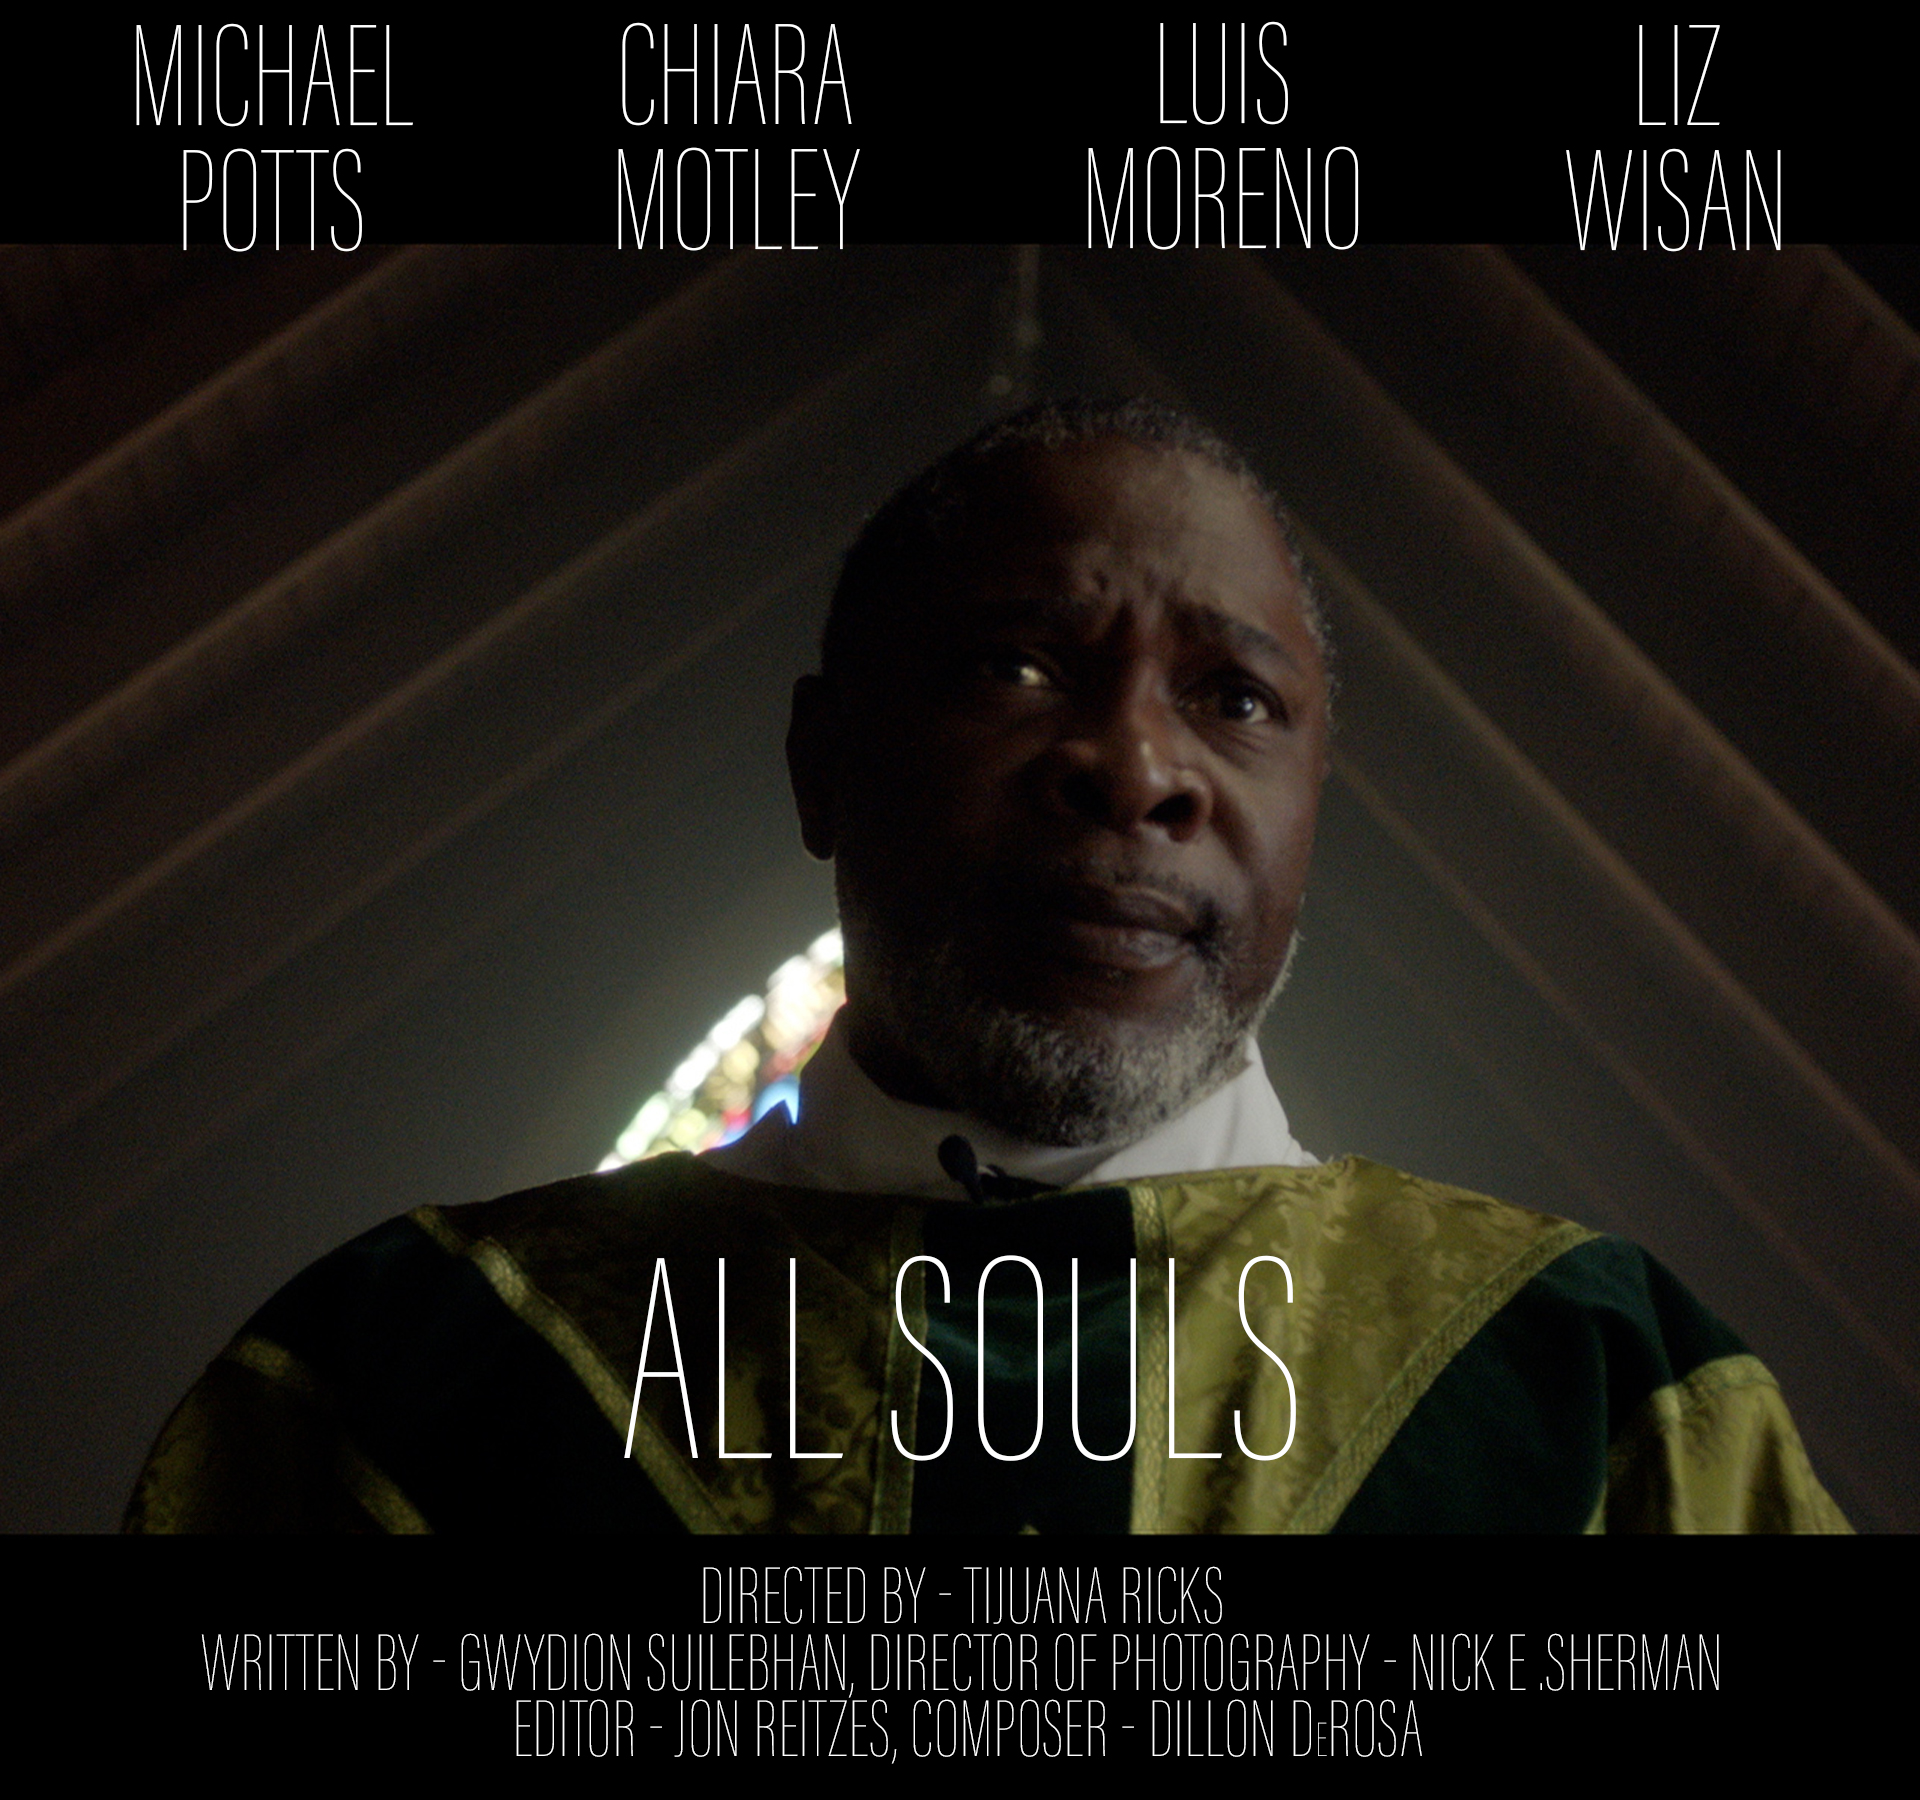 MICHAEL POTTS
CHIARA MOTLEY
LUIS MORENO
LIZ WISAN
ALL SOULS
DIRECTED BY - TIJUANA RICKS
WRITTEN BY - GWYDION SUILEBHAN, DIRECTOR OF PHOTOGRAPHY - NICK E .SHERMAN
EDITOR - JON REITZES, COMPOSER - DILLON DEROSA